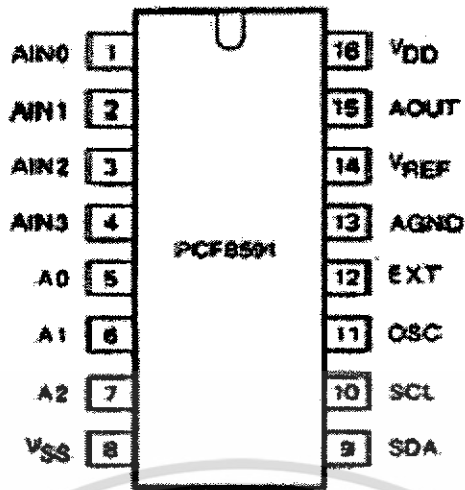 AIN0 1 16 VDD
AIN1 2 15 AOUT
AIN2 3 14 VREF
AIN3 4 13 AGND
PCF8591
A0 5 12 EXT
A1 6 11 OSC
A2 7 10 SCL
VSS 8 9 SDA